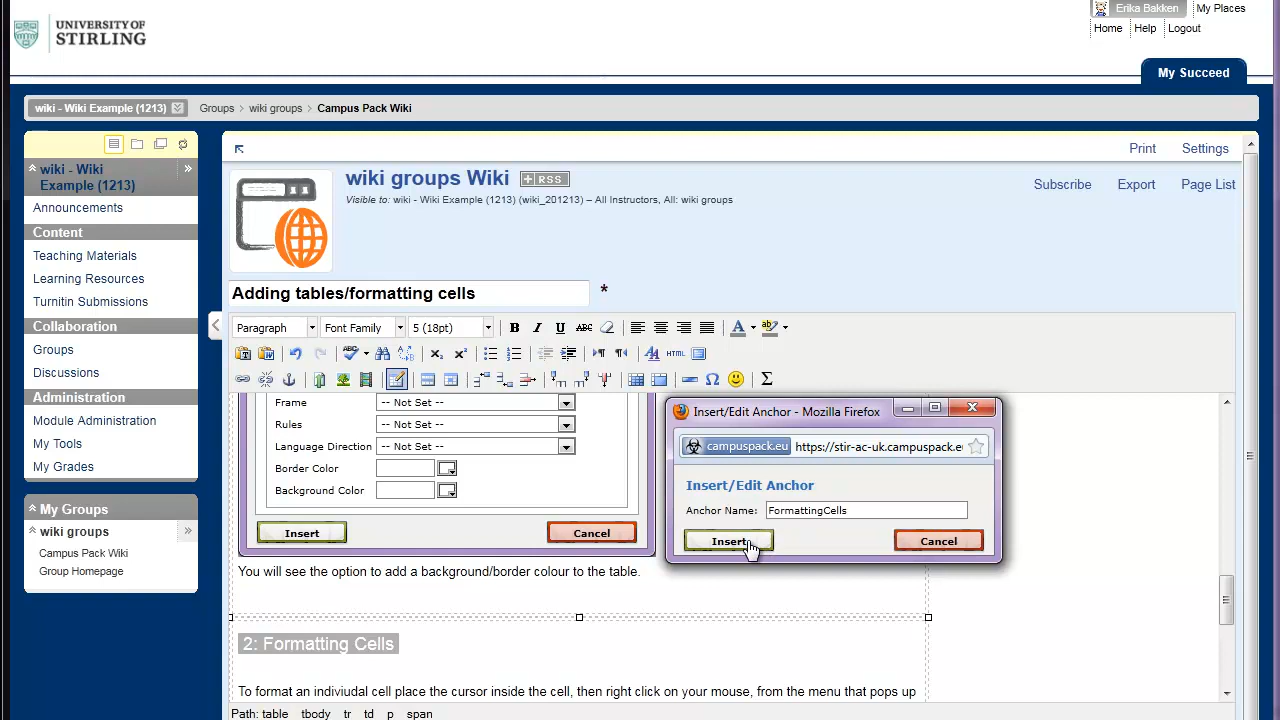 UNIVERSITY OF
STIRLING
Erika Bakken My Places
Home Help Logout
My Succeed
wiki - Wiki Example (1213) Groups > wiki groups > Campus Pack Wiki
wiki - Wiki
Example (1213)
Announcements
Content
Teaching Materials
Learning Resources
Turnitin Submissions
Collaboration
Groups
Discussions
Administration
Module Administration
My Tools
My Grades
My Groups
wiki groups
Campus Pack Wiki
Group Homepage
Print Settings
wiki groups Wiki + RSS
Subscribe Export Page List
Visible to: wiki - Wiki Example (1213) (wiki_201213) – All Instructors, All: wiki groups
Adding tables/formatting cells *
Paragraph Font Family 5 (18pt) B I U ABC A ab
ABC X2 X2 HTML
Ω Σ
Frame -- Not Set --
Rules -- Not Set --
Language Direction -- Not Set --
Border Color
Background Color
Insert Cancel
Insert/Edit Anchor - Mozilla Firefox
campuspack.eu https://stir-ac-uk.campuspack.e
Insert/Edit Anchor
Anchor Name: FormattingCells
Insert Cancel
You will see the option to add a background/border colour to the table.
2: Formatting Cells
To format an indiviudal cell place the cursor inside the cell, then right click on your mouse, from the menu that pops up
Path: table tbody tr td p span